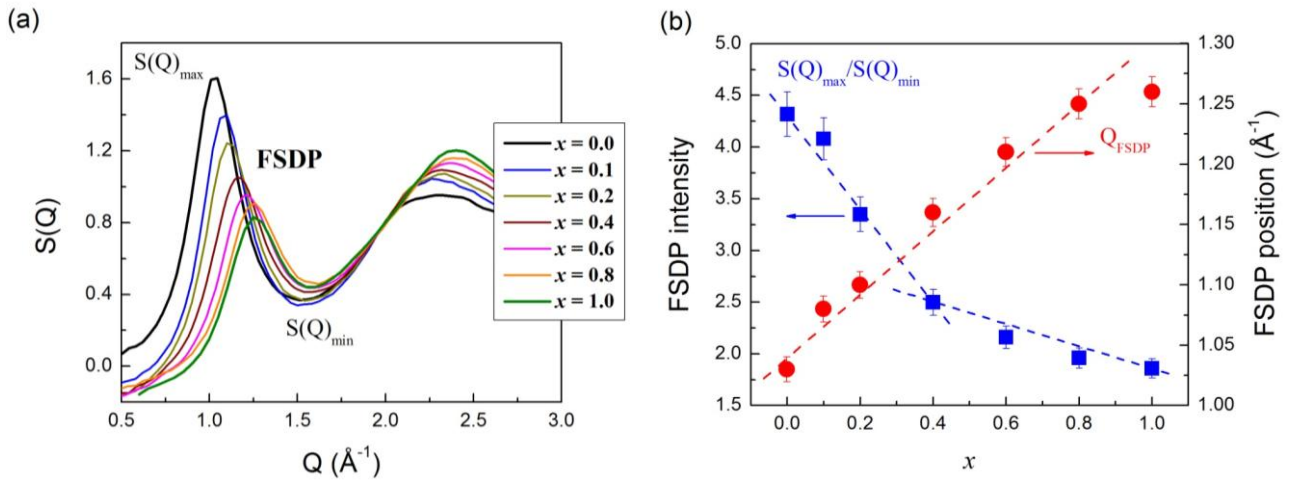 (a)
S(Q)max
FSDP
S(Q)min
1.6
1.2
0.8
0.4
0.0
S(Q)
0.5 1.0 1.5 2.0 2.5 3.0
Q (Å-1)
x = 0.0
x = 0.1
x = 0.2
x = 0.4
x = 0.6
x = 0.8
x = 1.0
(b)
S(Q)max/S(Q)min
QFSDP
5.0
4.5
4.0
3.5
3.0
2.5
2.0
1.5
FSDP intensity
1.30
1.25
1.20
1.15
1.10
1.05
1.00
FSDP position (Å-1)
0.0 0.2 0.4 0.6 0.8 1.0
x